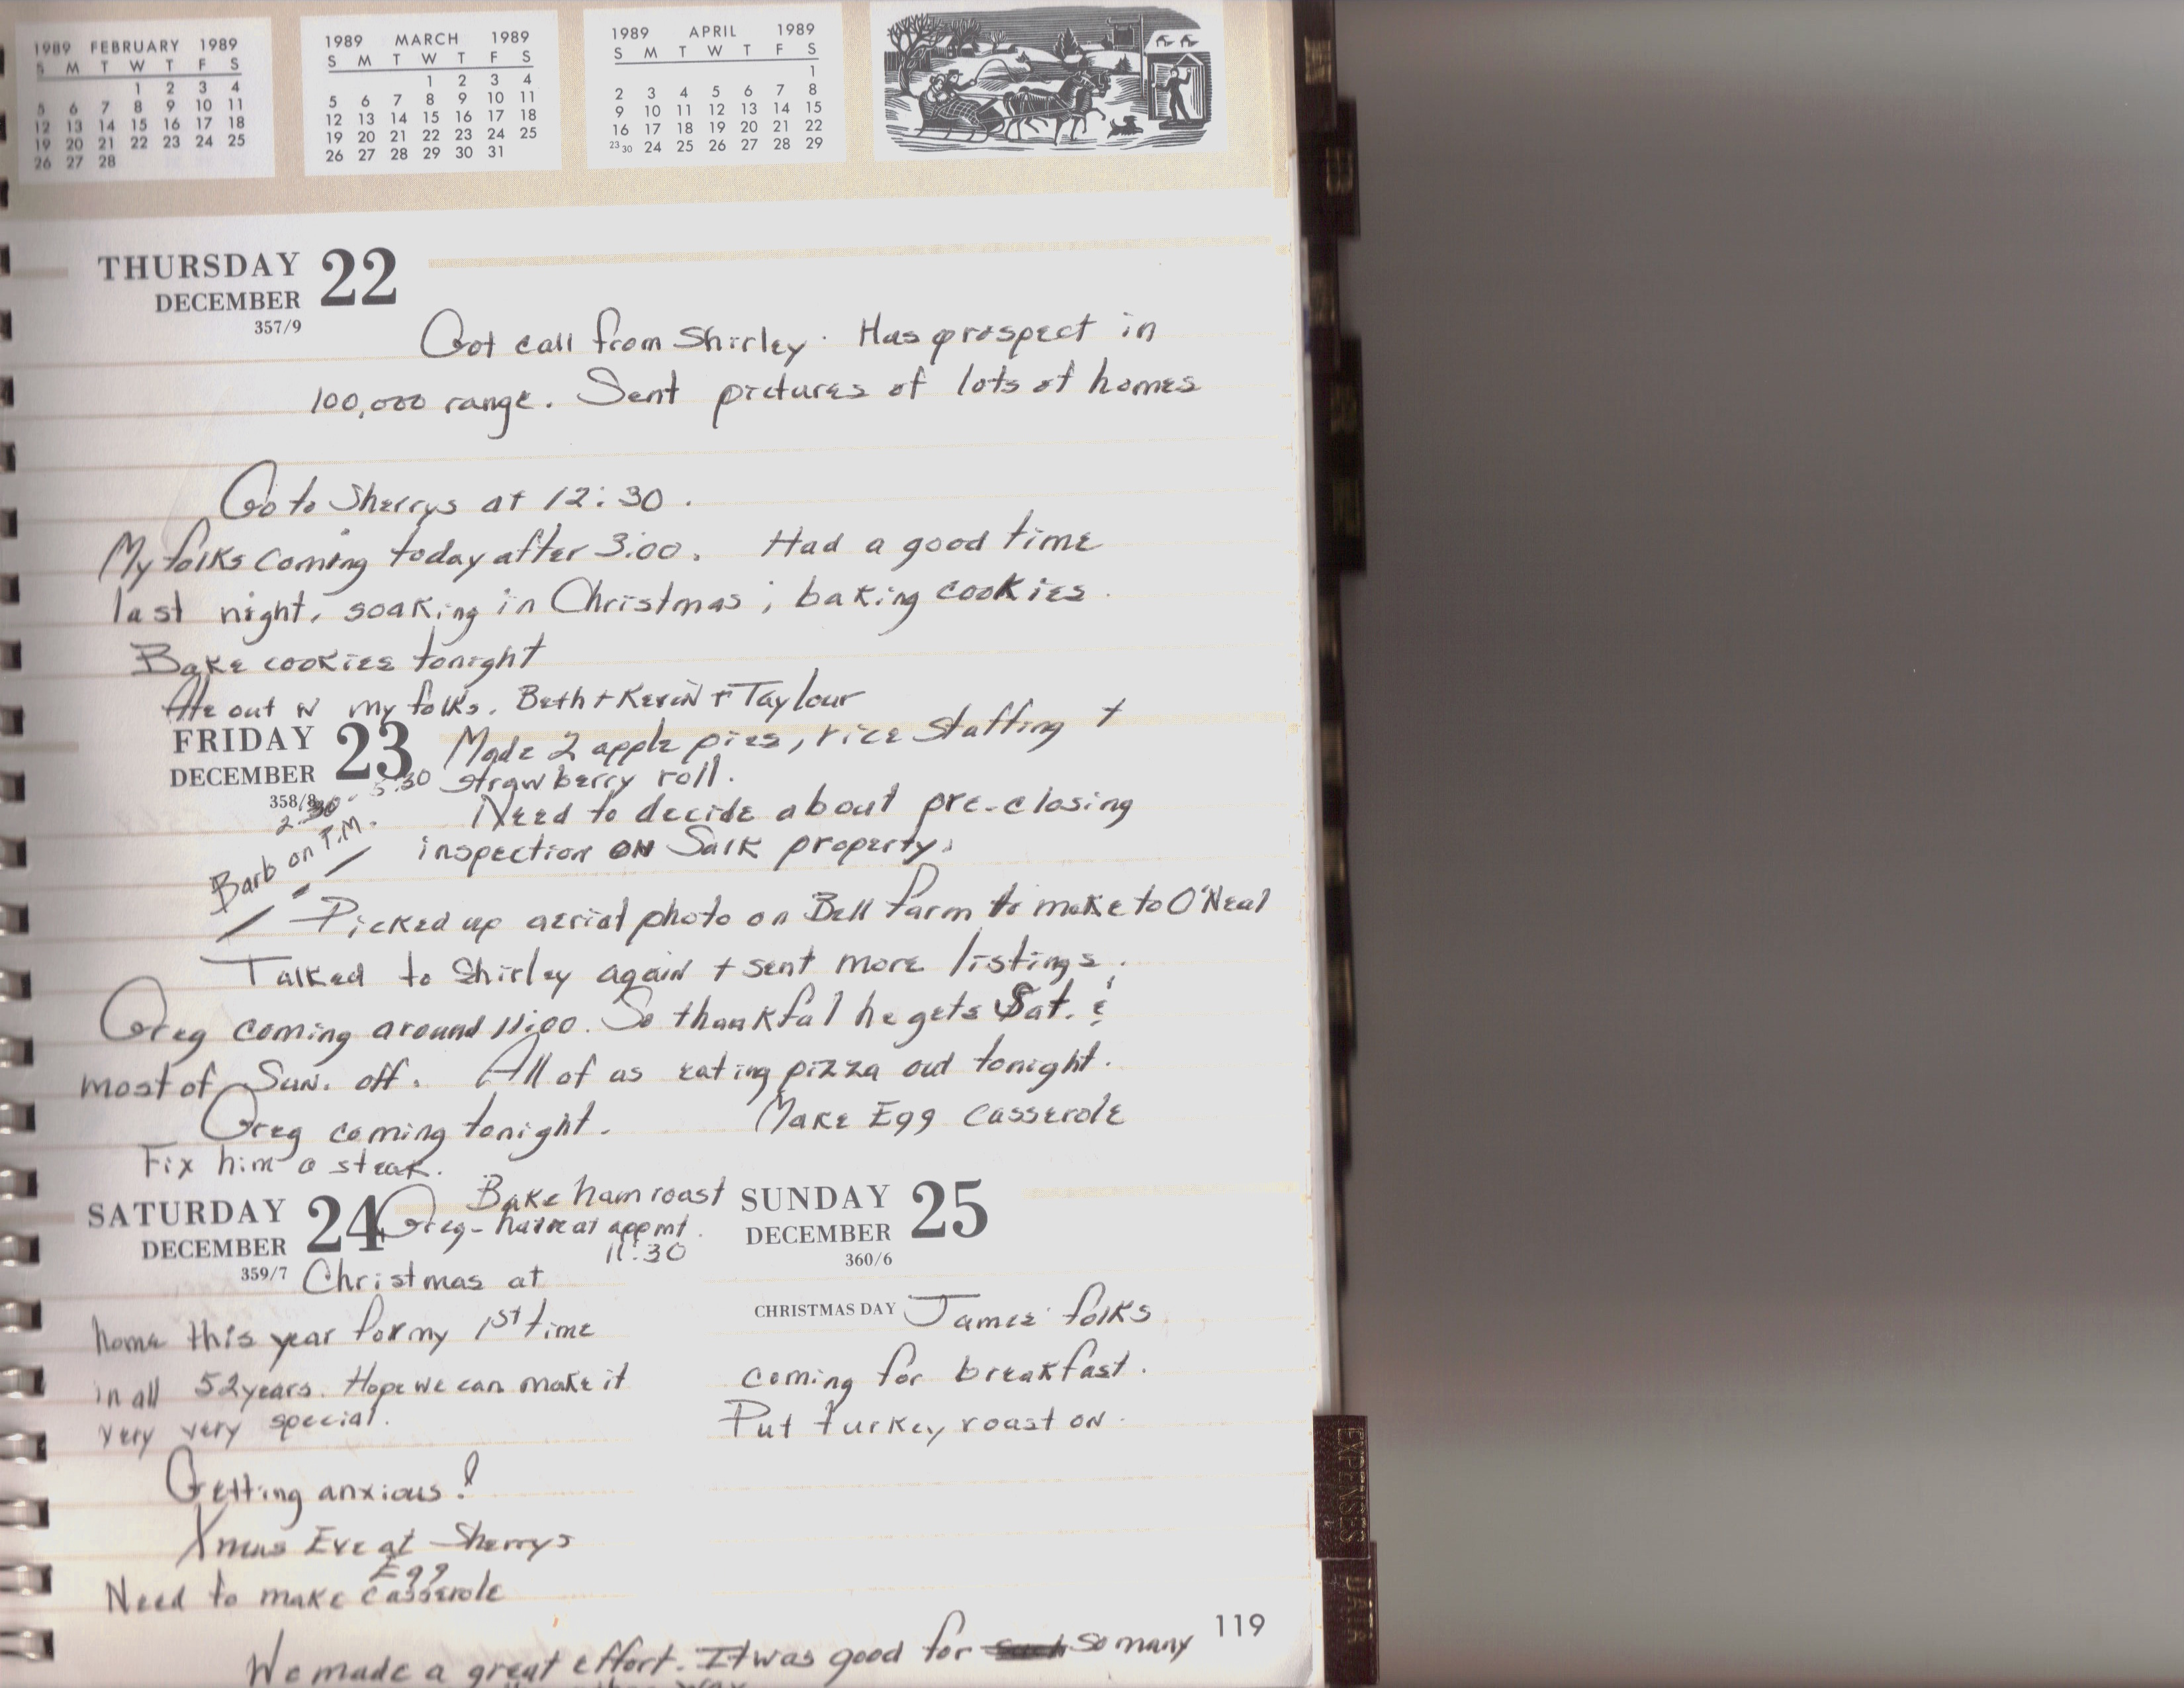 1989 FEBRUARY 1989
S M T W T F S
1 2 3 4
5 6 7 8 9 10 11
12 13 14 15 16 17 18
19 20 21 22 23 24 25
26 27 28
1989 MARCH 1989
S M T W T F S
1 2 3 4
5 6 7 8 9 10 11
12 13 14 15 16 17 18
19 20 21 22 23 24 25
26 27 28 29 30 31
1989 APRIL 1989
S M T W T F S
1
2 3 4 5 6 7 8
9 10 11 12 13 14 15
16 17 18 19 20 21 22
23 30 24 25 26 27 28 29
THURSDAY 22
DECEMBER
357/9
Got call from Shirley. Has prospect in
100,000 range. Sent pictures of lots of homes
Go to Sherrys at 12:30.
My folks coming today after 3:00. Had a good time
last night, soaking in Christmas ; baking cookies.
Bake cookies tonight
Ate out w my folks. Beth + Kevin + Taylour
FRIDAY 23
DECEMBER
358/8
Made 2 apple pies, rice stuffing +
strawberry roll.
2:30 - 5:30
Barb on F.M.
Need to decide about pre-closing
inspection on Salk property.
Picked up aerial photo on Bell farm to make to O'Neal
Talked to Shirley again + sent more listings.
Greg coming around 11:00. So thankful he gets Sat. &
most of Sun. off. All of us eating pizza out tonight.
Greg coming tonight. Make Egg Casserole
Fix him a steak.
SATURDAY 24
DECEMBER
359/7
Bake ham roast
Greg - haircut appmt.
11:30
Christmas at
home this year for my 1st time
in all 52 years. Hope we can make it
very very special.
Getting anxious!
Xmas Eve at Sherrys
Egg
Need to make casserole
SUNDAY 25
DECEMBER
360/6
CHRISTMAS DAY James' folks
coming for breakfast.
Put turkey roast on.
119
We made a great effort. It was good for so many
way
EXPENSES
DATA